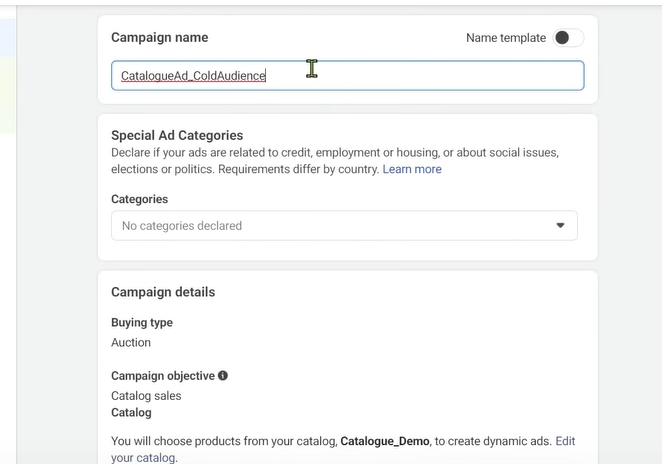 Campaign name
Name template
CatalogueAd_ColdAudience
Special Ad Categories
Declare if your ads are related to credit, employment or housing, or about social issues,
elections or politics. Requirements differ by country. Learn more
Categories
No categories declared
Campaign details
Buying type
Auction
Campaign objective
Catalog sales
Catalog
You will choose products from your catalog, Catalogue_Demo, to create dynamic ads. Edit
your catalog.